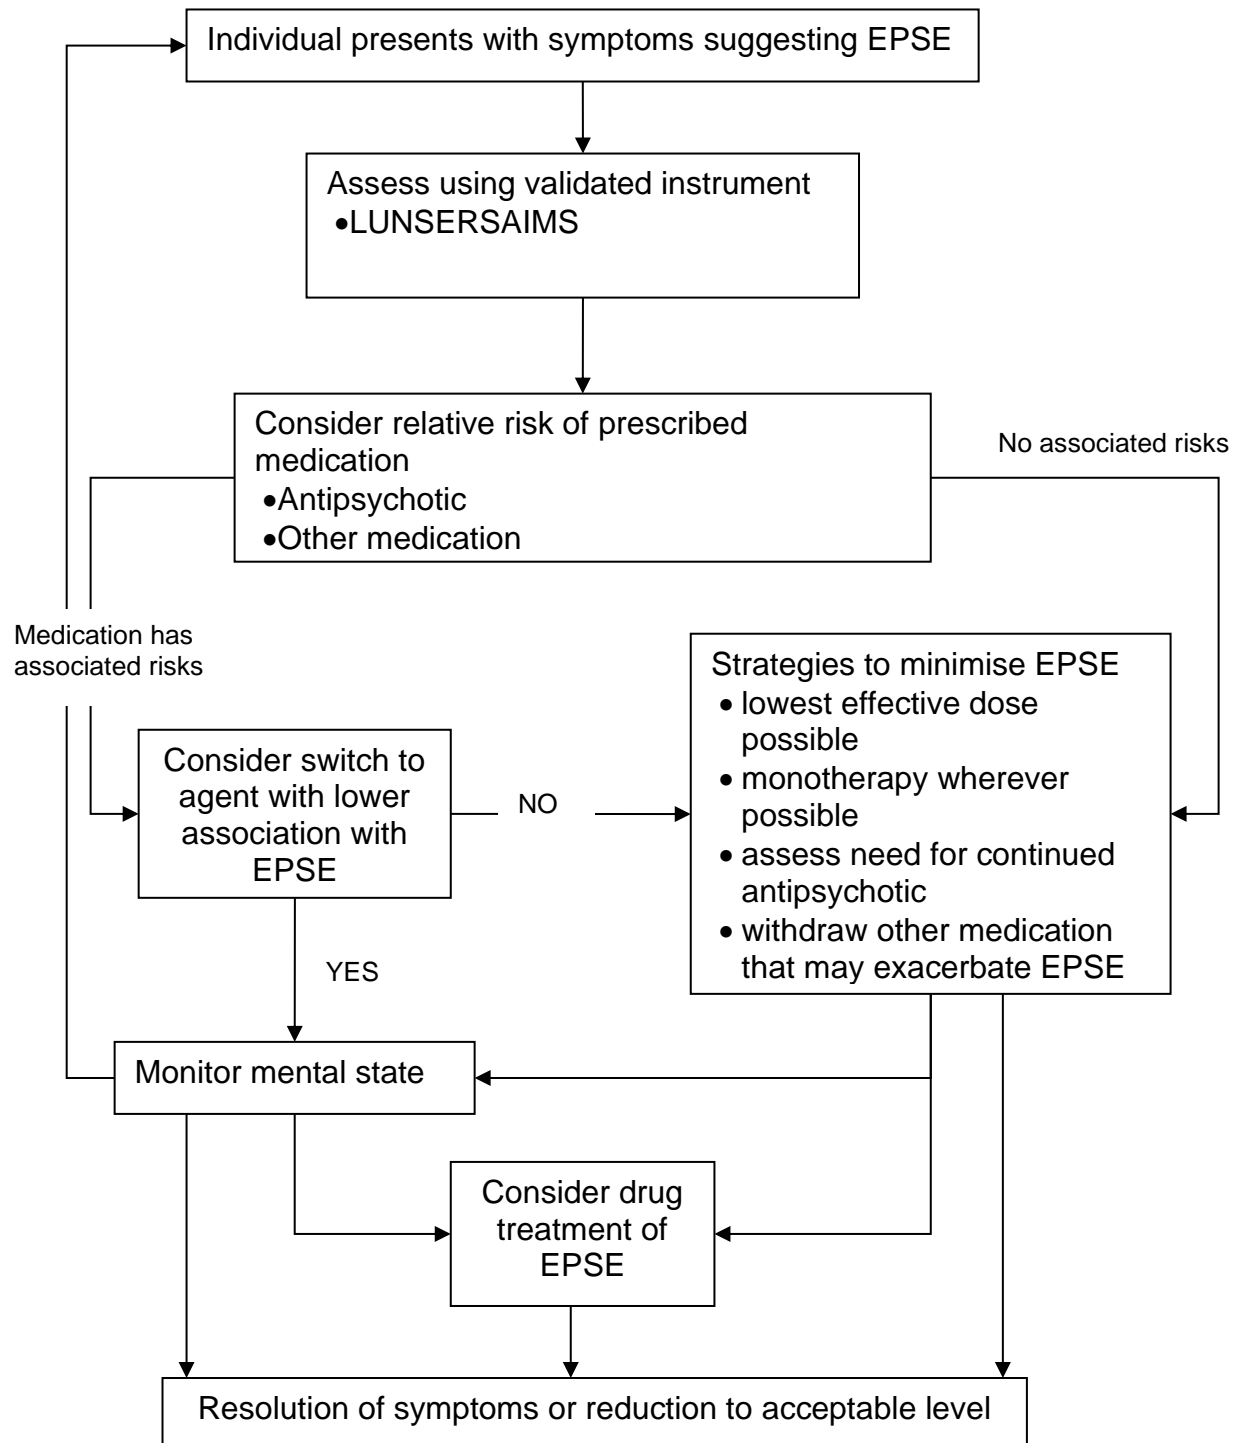 Individual presents with symptoms suggesting EPSE
Assess using validated instrument
•LUNSERSAIMS
Consider relative risk of prescribed
medication
•Antipsychotic
•Other medication
No associated risks
Medication has
associated risks
Strategies to minimise EPSE
• lowest effective dose
possible
• monotherapy wherever
possible
• assess need for continued
antipsychotic
• withdraw other medication
that may exacerbate EPSE
Consider switch to
agent with lower
association with
EPSE
NO
YES
Monitor mental state
Consider drug
treatment of
EPSE
Resolution of symptoms or reduction to acceptable level